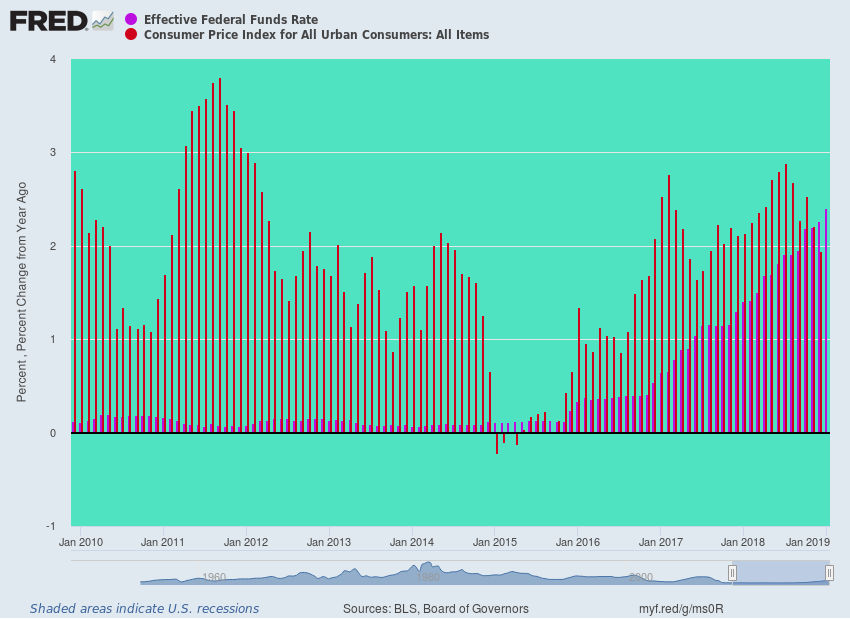 FRED
Effective Federal Funds Rate
Consumer Price Index for All Urban Consumers: All Items
Percent , Percent Change from Year Ago
4
3
2
1
0
-1
Jan 2010 Jan 2011 Jan 2012 Jan 2013 Jan 2014 Jan 2015 Jan 2016 Jan 2017 Jan 2018 Jan 2019
1960 1980 2000
Shaded areas indicate U.S. recessions Sources: BLS, Board of Governors myf.red/g/ms0R